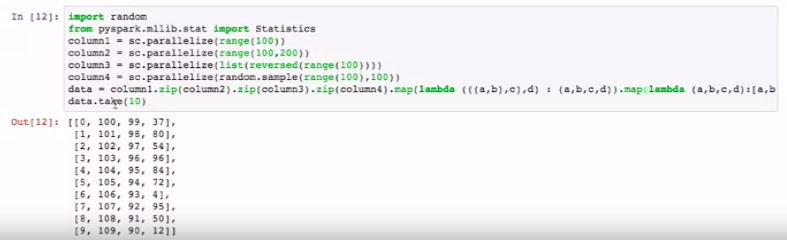 In [12]: import random
from pyspark.mllib.stat import Statistics
column1 = sc.parallelize(range(100))
column2 = sc.parallelize(range(100,200))
column3 = sc.parallelize(list(reversed(range(100))))
column4 = sc.parallelize(random.sample(range(100),100))
data = column1.zip(column2).zip(column3).zip(column4).map(lambda (((a,b),c),d) : (a,b,c,d)).map(lambda (a,b,c,d):[a,b
data.take(10)
Out[12]: [[0, 100, 99, 37],
[1, 101, 98, 80],
[2, 102, 97, 54],
[3, 103, 96, 96],
[4, 104, 95, 84],
[5, 105, 94, 72],
[6, 106, 93, 4],
[7, 107, 92, 95],
[8, 108, 91, 50],
[9, 109, 90, 12]]